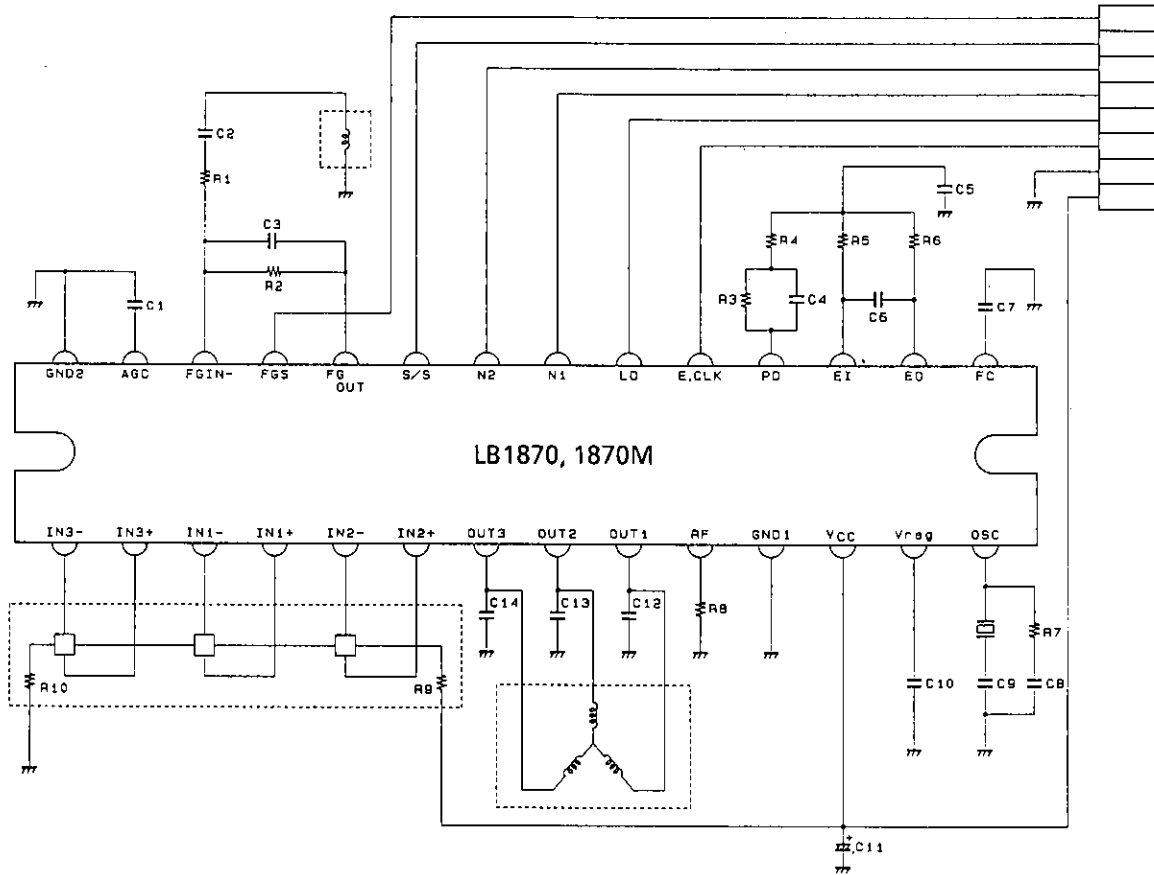 C2
R1
C3
R2
C1
C5
R4
R5
R6
R3
C4
C6
C7
GND2 AGC FGIN- FGS FG OUT S/S N2 N1 LD E,CLK PD EI EO FC
LB1870, 1870M
IN3- IN3+ IN1- IN1+ IN2- IN2+ OUT3 OUT2 OUT1 RF GND1 VCC Vreg OSC
C14
C13
C12
R8
R7
R10
R9
C10
C9
C8
C11